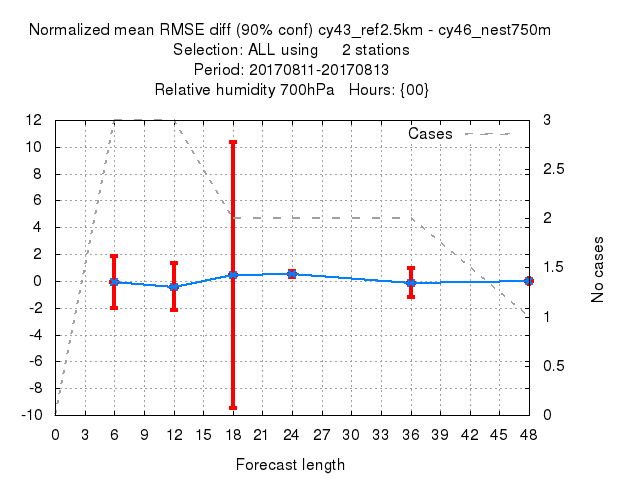 Normalized mean RMSE diff (90% conf) cy43_ref2.5km - cy46_nest750m
Selection: ALL using 2 stations
Period: 20170811-20170813
Relative humidity 700hPa Hours: {00}
Cases
12
10
8
6
4
2
0
-2
-4
-6
-8
-10
3
2.5
2
1.5
1
0.5
0
No cases
0 3 6 9 12 15 18 21 24 27 30 33 36 39 42 45 48
Forecast length